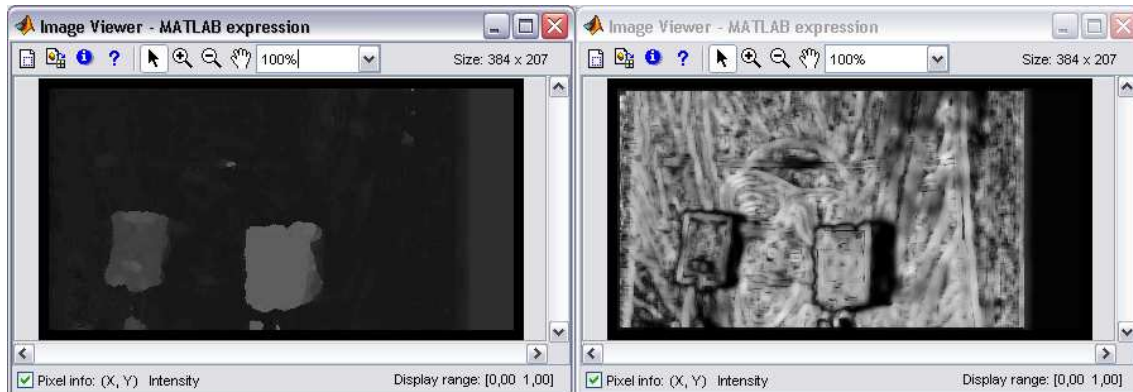 Image Viewer - MATLAB expression
100%
Size: 384 x 207
Pixel info: (X, Y) Intensity
Display range: [0,00 1,00]
Image Viewer - MATLAB expression
100%
Size: 384 x 207
Pixel info: (X, Y) Intensity
Display range: [0,00 1,00]